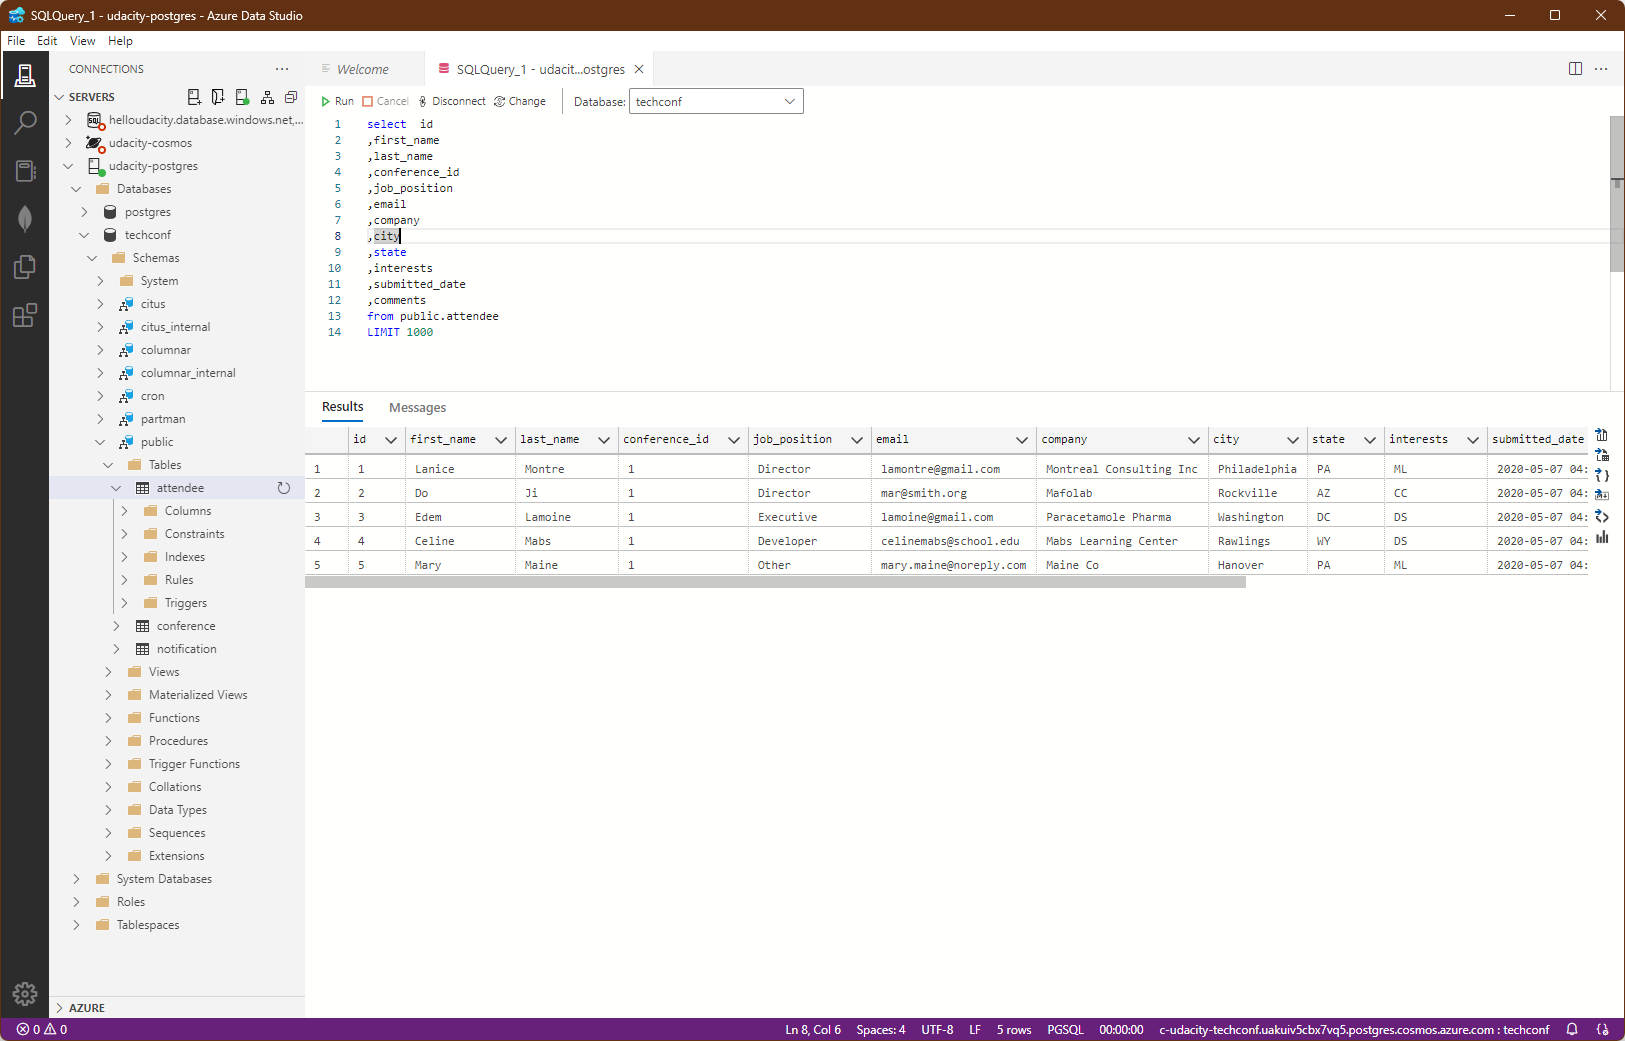 SQLQuery_1 - udacity-postgres - Azure Data Studio
File Edit View Help
CONNECTIONS
SERVERS
helloudacity.database.windows.net,...
udacity-cosmos
udacity-postgres
Databases
postgres
techconf
Schemas
System
citus
citus_internal
columnar
columnar_internal
cron
partman
public
Tables
attendee
Columns
Constraints
Indexes
Rules
Triggers
conference
notification
Views
Materialized Views
Functions
Procedures
Trigger Functions
Collations
Data Types
Sequences
Extensions
System Databases
Roles
Tablespaces
AZURE
Welcome SQLQuery_1 - udacit...ostgres
Run Cancel Disconnect Change Database: techconf
1 select  id
2 ,first_name
3 ,last_name
4 ,conference_id
5 ,job_position
6 ,email
7 ,company
8 ,city
9 ,state
10 ,interests
11 ,submitted_date
12 ,comments
13 from public.attendee
14 LIMIT 1000
Results Messages
id first_name last_name conference_id job_position email company city state interests submitted_date
1 1 Lanice Montre 1 Director lamontre@gmail.com Montreal Consulting Inc Philadelphia PA ML 2020-05-07 04:
2 2 Do Ji 1 Director mar@smith.org Mafolab Rockville AZ CC 2020-05-07 04:
3 3 Edem Lamoine 1 Executive lamoine@gmail.com Paracetamole Pharma Washington DC DS 2020-05-07 04:
4 4 Celine Mabs 1 Developer celinemabs@school.edu Mabs Learning Center Rawlings WY DS 2020-05-07 04:
5 5 Mary Maine 1 Other mary.maine@noreply.com Maine Co Hanover PA ML 2020-05-07 04:
0 0 Ln 8, Col 6 Spaces: 4 UTF-8 LF 5 rows PGSQL 00:00:00 c-udacity-techconf.uakuiv5cbx7vq5.postgres.cosmos.azure.com : techconf